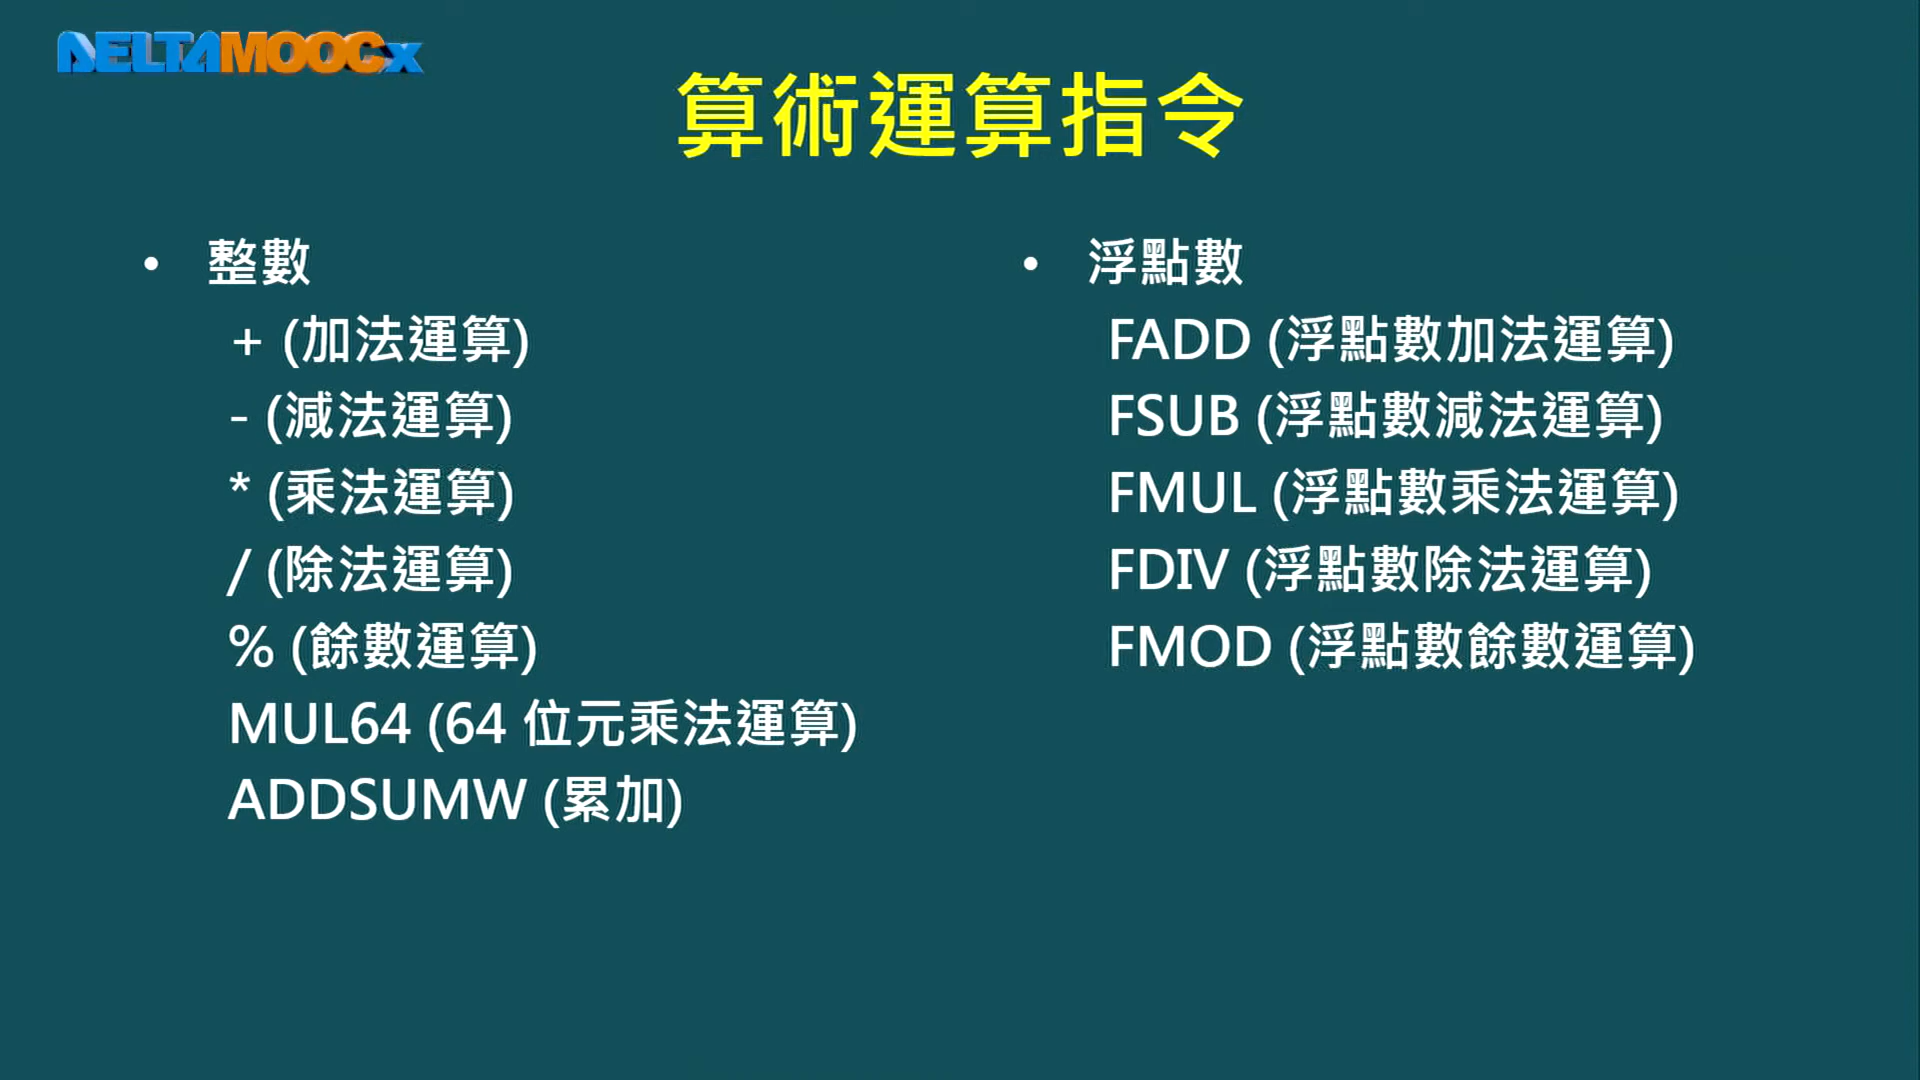 DELTAMOOCx
算術運算指令
• 整數
+ (加法運算)
- (減法運算)
* (乘法運算)
/ (除法運算)
% (餘數運算)
MUL64 (64 位元乘法運算)
ADDSUMW (累加)
• 浮點數
FADD (浮點數加法運算)
FSUB (浮點數減法運算)
FMUL (浮點數乘法運算)
FDIV (浮點數除法運算)
FMOD (浮點數餘數運算)